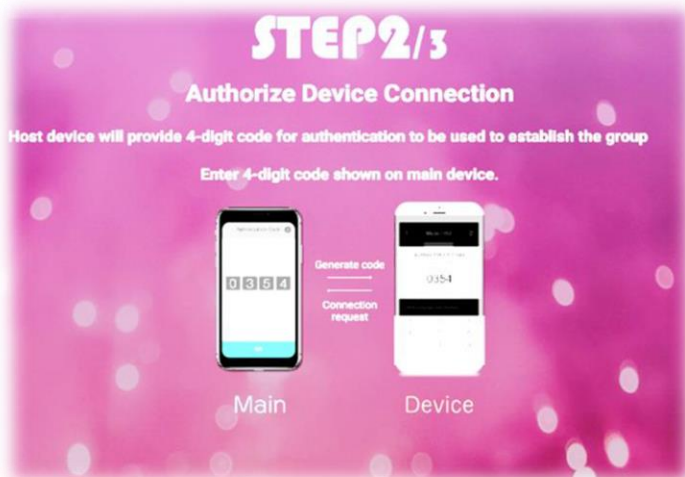 STEP2/3
Authorize Device Connection
Host device will provide 4-digit code for authentication to be used to establish the group
Enter 4-digit code shown on main device.
0354
Generate code
0354
Connection
request
Main
Device